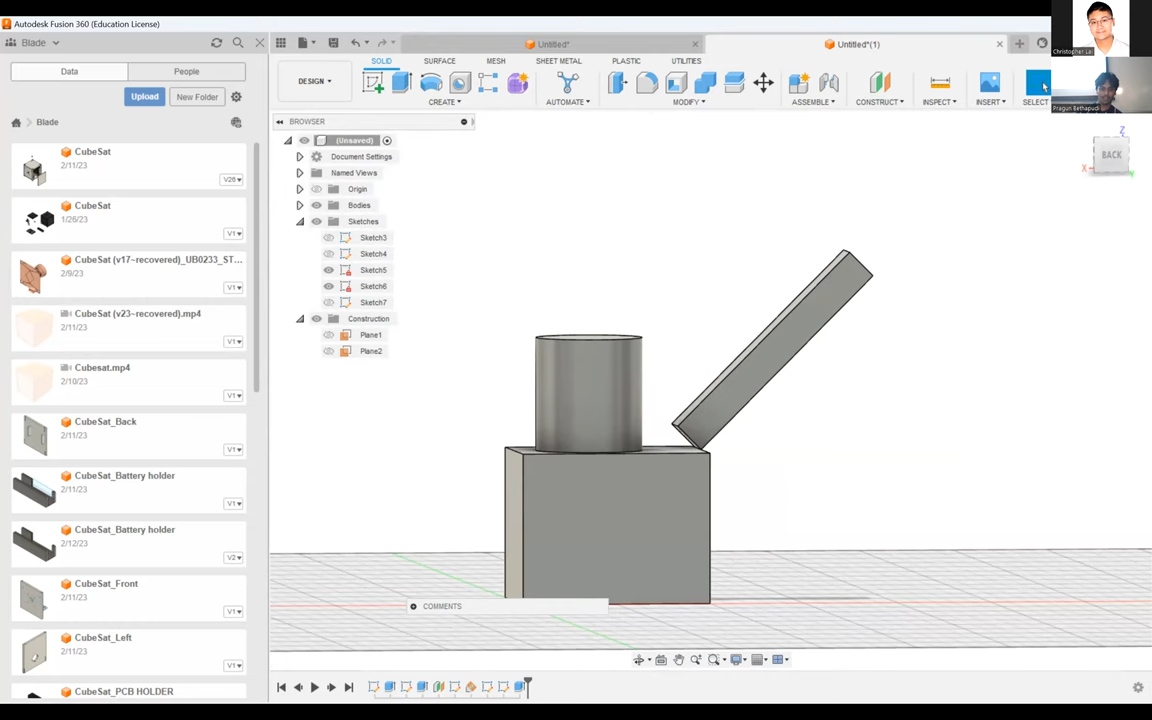 Autodesk Fusion 360 (Education License)
Blade
Untitled*
Untitled*(1)
Christopher La
Data
People
Upload
New Folder
Blade
DESIGN
SOLID
SURFACE
MESH
SHEET METAL
PLASTIC
UTILITIES
CREATE
AUTOMATE
MODIFY
ASSEMBLE
CONSTRUCT
INSPECT
INSERT
SELECT
Pragun Bethapudi
BROWSER
(Unsaved)
Document Settings
Named Views
Origin
Bodies
Sketches
Sketch3
Sketch4
Sketch5
Sketch6
Sketch7
Construction
Plane1
Plane2
CubeSat
2/11/23
V26
CubeSat
1/26/23
V1
CubeSat (v17~recovered)_UB0233_ST...
2/9/23
V1
CubeSat (v23~recovered).mp4
2/11/23
V1
Cubesat.mp4
2/10/23
V1
CubeSat_Back
2/11/23
V1
CubeSat_Battery holder
2/11/23
V1
CubeSat_Battery holder
2/12/23
V2
CubeSat_Front
2/11/23
V1
CubeSat_Left
2/11/23
V1
CubeSat_PCB HOLDER
Z
BACK
X
COMMENTS